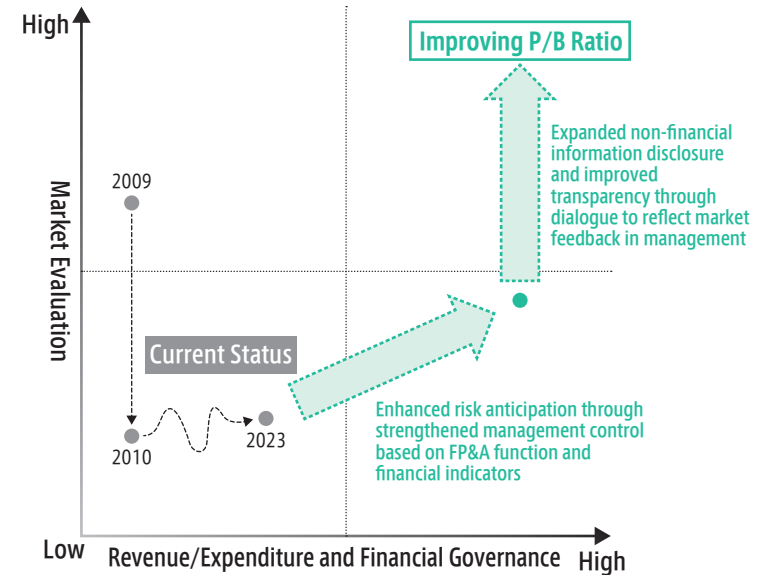 High
Improving P/B Ratio
Expanded non-financial
information disclosure
and improved
transparency through
dialogue to reflect market
feedback in management
2009
Market Evaluation
Current Status
2010
2023
Enhanced risk anticipation through
strengthened management control
based on FP&A function and
financial indicators
Low
Revenue/Expenditure and Financial Governance
High